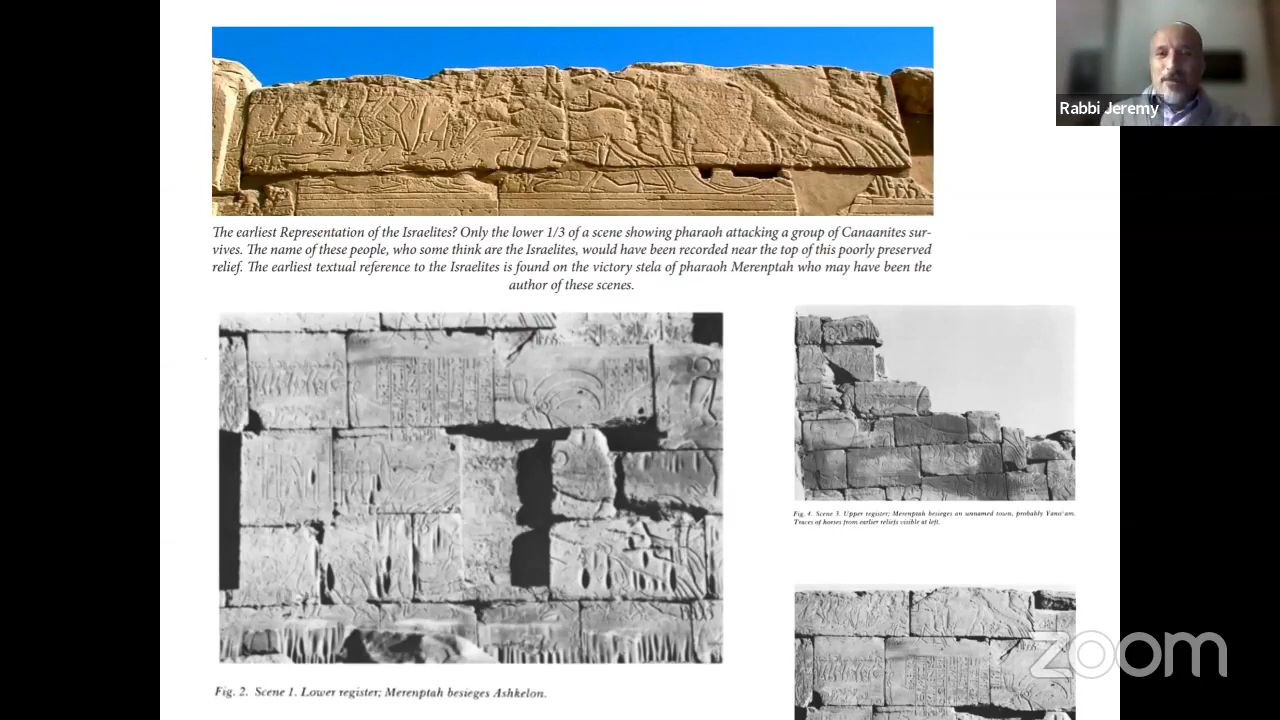 Rabbi Jeremy
The earliest Representation of the Israelites? Only the lower 1/3 of a scene showing pharaoh attacking a group of Canaanites sur-
vives. The name of these people, who some think are the Israelites, would have been recorded near the top of this poorly preserved
relief. The earliest textual reference to the Israelites is found on the victory stela of pharaoh Merenptah who may have been the
author of these scenes.
Fig. 4. Scene 3. Upper register; Merenptah besieges an unnamed town, probably Yano'am.
Traces of horses from earlier reliefs visible at left.
zoom
Fig. 2. Scene 1. Lower register; Merenptah besieges Ashkelon.